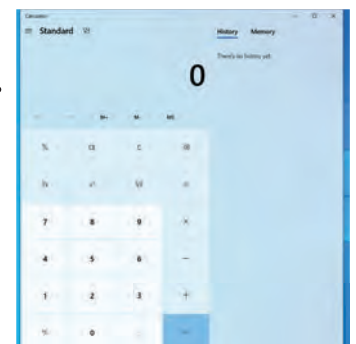 Calculator
Standard
History Memory
There's no history yet
0
M+ M- MS
% CE C
7 8 9 ×
4 5 6 −
1 2 3 +
0